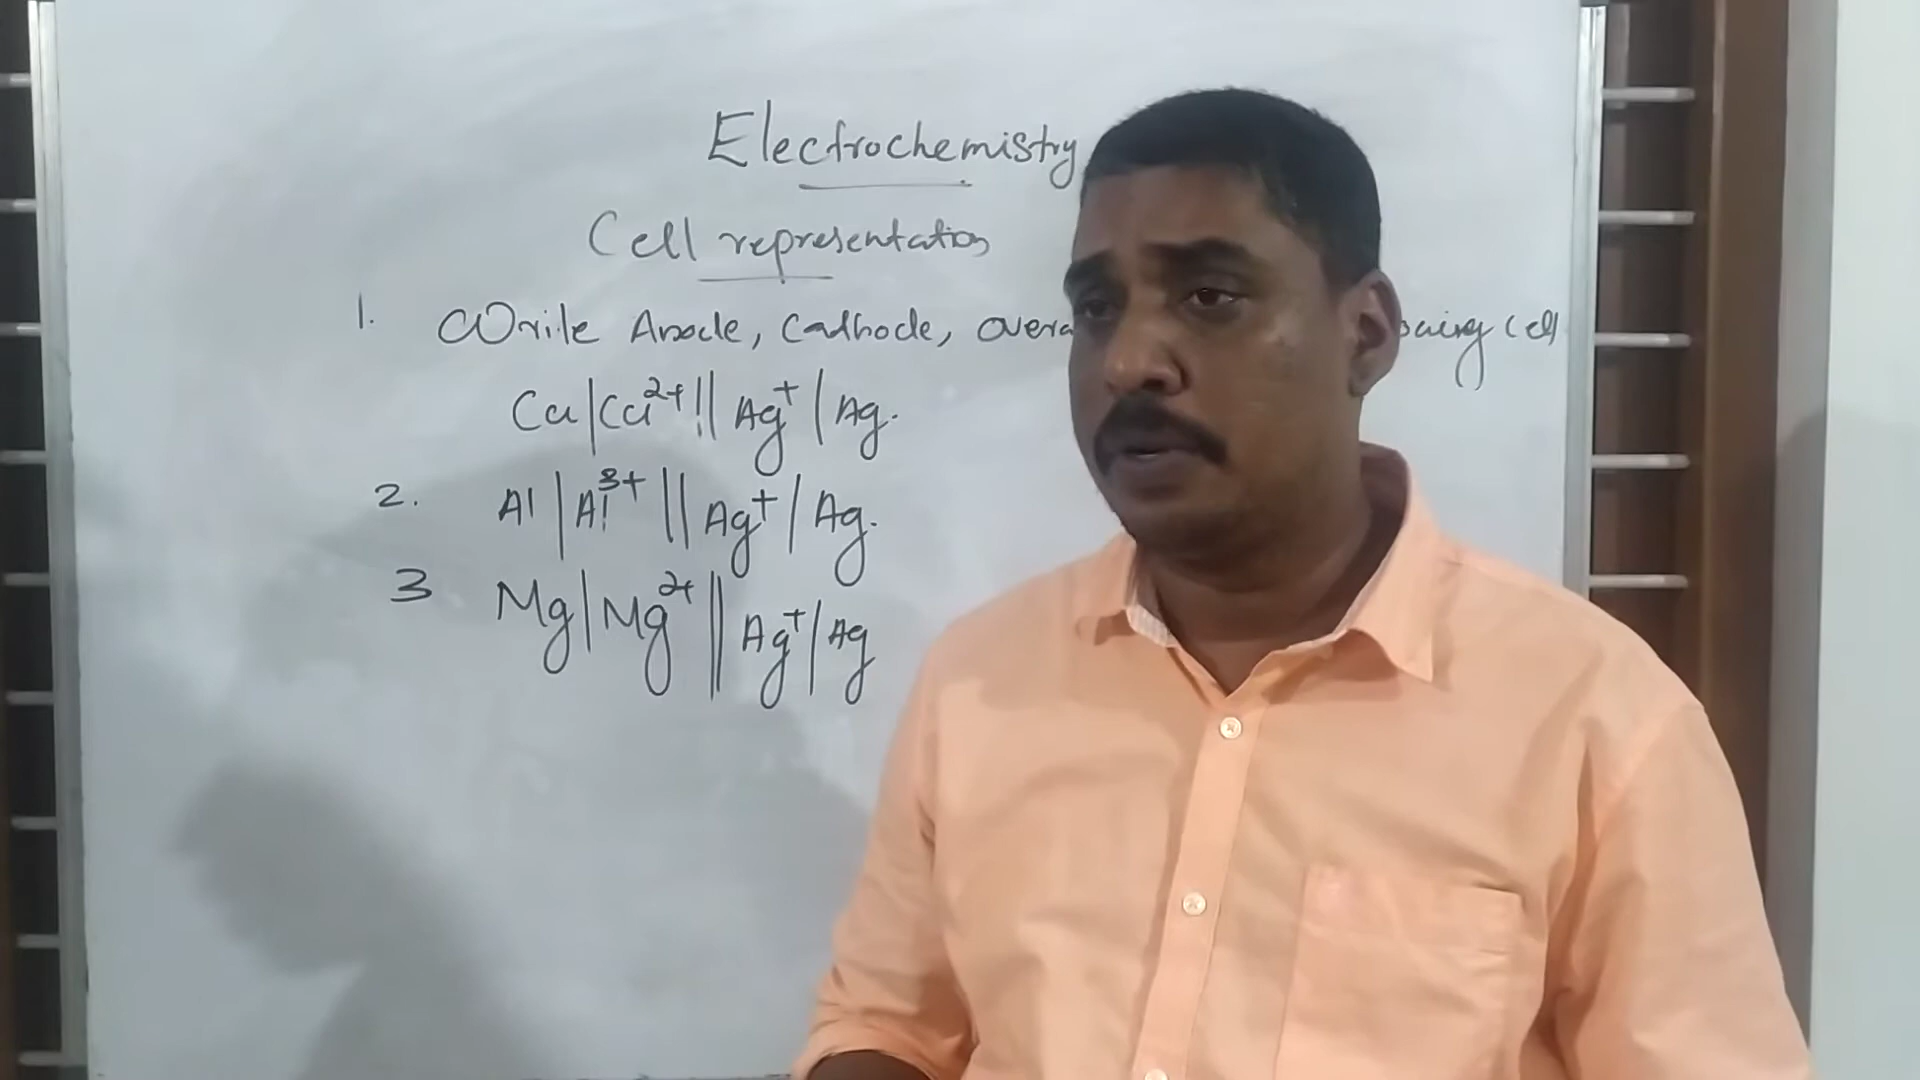 Electrochemistry
Cell representation
1. Write Anode, Cathode, overa
Cu|Cu²⁺||Ag⁺|Ag.
2. Al|Al³⁺||Ag⁺|Ag.
3 Mg|Mg²⁺||Ag⁺|Ag
cell